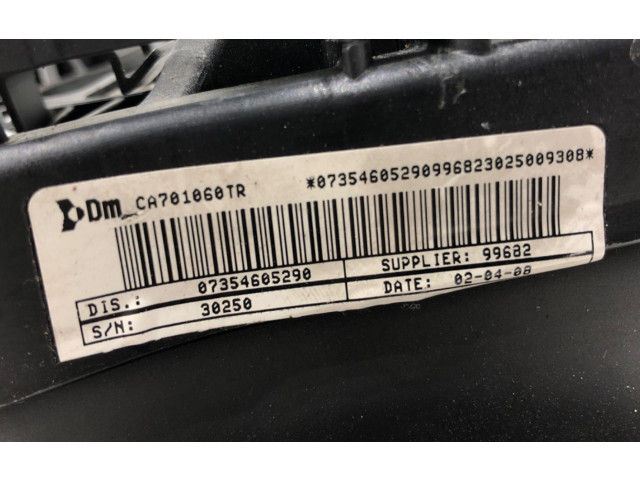 Dm_CA701060TR *07354605290996823025009308*
DIS.: 07354605290 SUPPLIER: 99682
S/N: 30250 DATE: 02-04-08